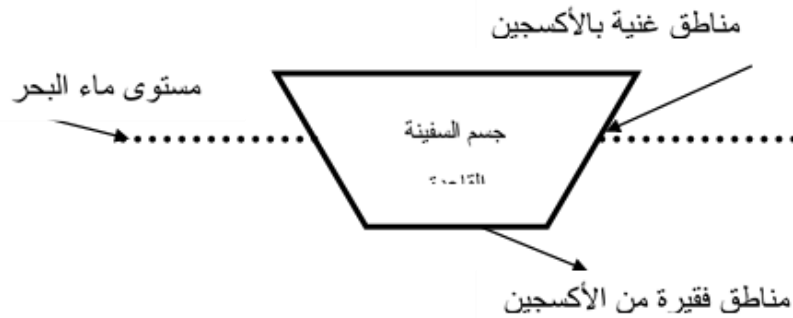 مناطق غنية بالأكسجين
مستوى ماء البحر
جسم السفينة
مناطق فقيرة من الأكسجين